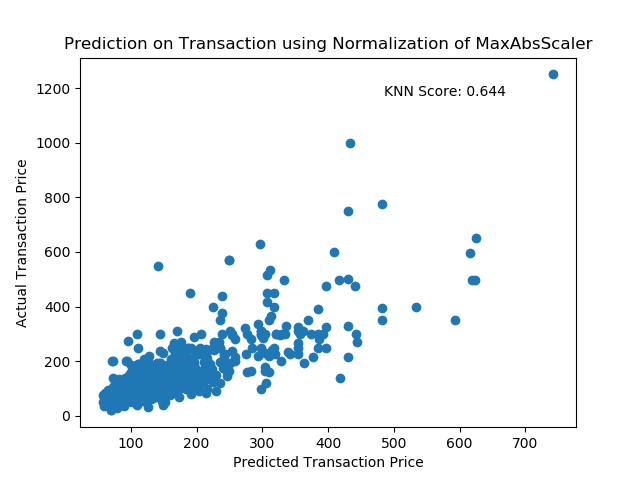 Prediction on Transaction using Normalization of MaxAbsScaler
KNN Score: 0.644
Actual Transaction Price
1200
1000
800
600
400
200
0
100 200 300 400 500 600 700
Predicted Transaction Price